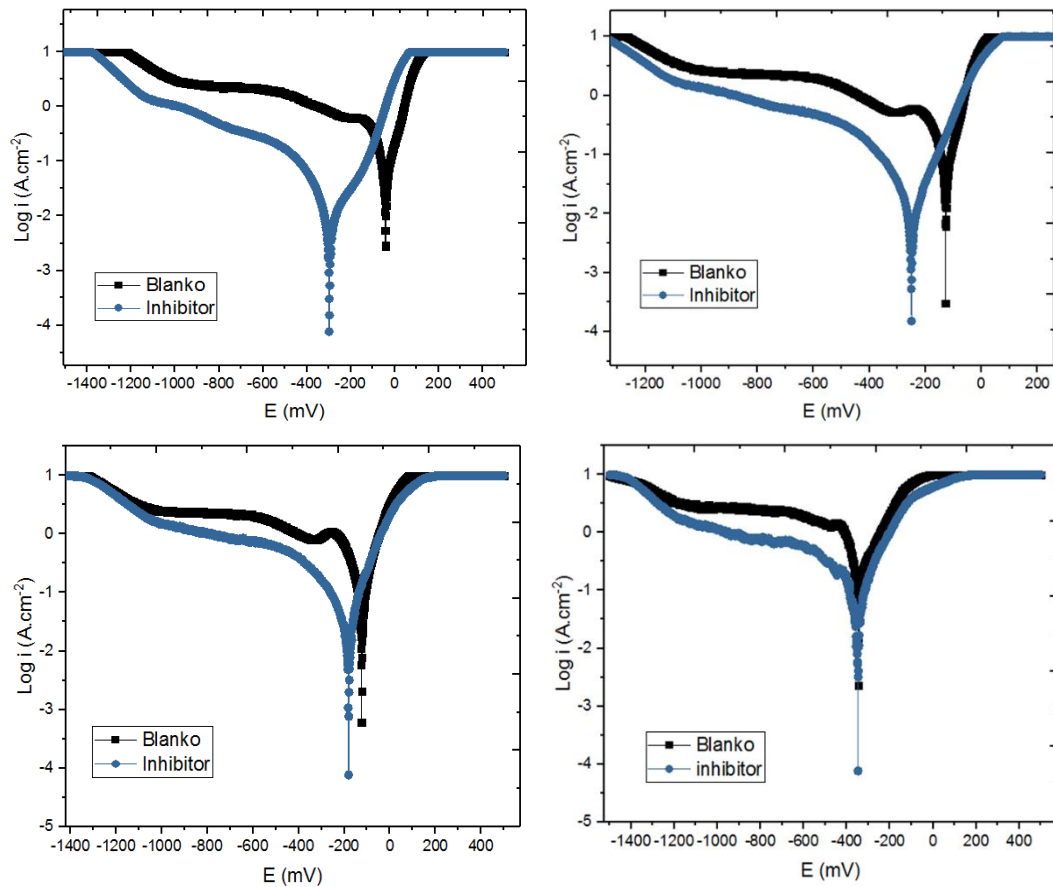 1
0
-1
-2
-3
-4
Log i (A.cm⁻²)
Blanko
Inhibitor
-1400 -1200 -1000 -800 -600 -400 -200 0 200 400
E (mV)
1
0
-1
-2
-3
-4
Log i (A.cm⁻²)
Blanko
Inhibitor
-1200 -1000 -800 -600 -400 -200 0 200
E (mV)
1
0
-1
-2
-3
-4
-5
Log i (A.cm⁻²)
Blanko
Inhibitor
-1400 -1200 -1000 -800 -600 -400 -200 0 200 400
E (mV)
1
0
-1
-2
-3
-4
-5
Log i (A.cm⁻²)
Blanko
inhibitor
-1400 -1200 -1000 -800 -600 -400 -200 0 200 400
E (mV)